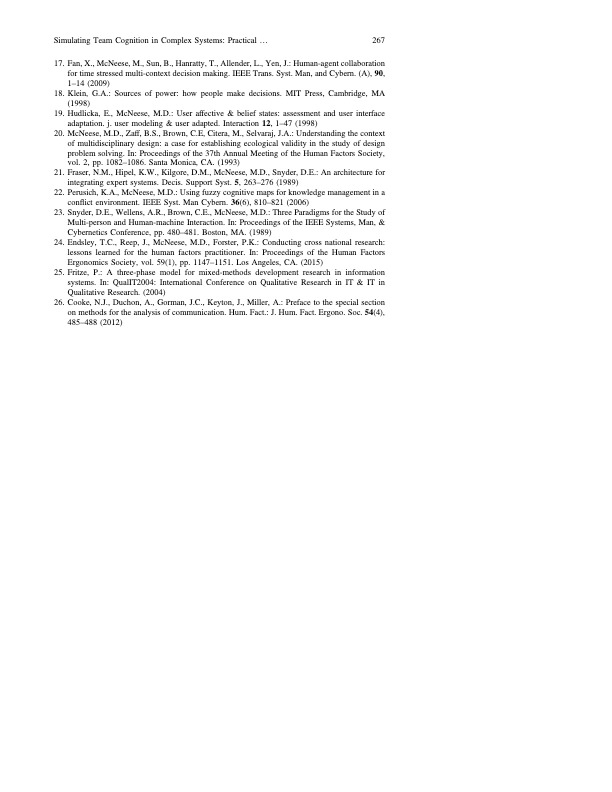 Simulating Team Cognition in Complex Systems: Practical … 267
17. Fan, X., McNeese, M., Sun, B., Hanratty, T., Allender, L., Yen, J.: Human-agent collaboration
for time stressed multi-context decision making. IEEE Trans. Syst. Man, and Cybern. (A), 90,
1–14 (2009)
18. Klein, G.A.: Sources of power: how people make decisions. MIT Press, Cambridge, MA
(1998)
19. Hudlicka, E., McNeese, M.D.: User affective & belief states: assessment and user interface
adaptation. j. user modeling & user adapted. Interaction 12, 1–47 (1998)
20. McNeese, M.D., Zaff, B.S., Brown, C.E, Citera, M., Selvaraj, J.A.: Understanding the context
of multidisciplinary design: a case for establishing ecological validity in the study of design
problem solving. In: Proceedings of the 37th Annual Meeting of the Human Factors Society,
vol. 2, pp. 1082–1086. Santa Monica, CA. (1993)
21. Fraser, N.M., Hipel, K.W., Kilgore, D.M., McNeese, M.D., Snyder, D.E.: An architecture for
integrating expert systems. Decis. Support Syst. 5, 263–276 (1989)
22. Perusich, K.A., McNeese, M.D.: Using fuzzy cognitive maps for knowledge management in a
conflict environment. IEEE Syst. Man Cybern. 36(6), 810–821 (2006)
23. Snyder, D.E., Wellens, A.R., Brown, C.E., McNeese, M.D.: Three Paradigms for the Study of
Multi-person and Human-machine Interaction. In: Proceedings of the IEEE Systems, Man, &
Cybernetics Conference, pp. 480–481. Boston, MA. (1989)
24. Endsley, T.C., Reep, J., McNeese, M.D., Forster, P.K.: Conducting cross national research:
lessons learned for the human factors practitioner. In: Proceedings of the Human Factors
Ergonomics Society, vol. 59(1), pp. 1147–1151. Los Angeles, CA. (2015)
25. Fritze, P.: A three-phase model for mixed-methods development research in information
systems. In: QualIT2004: International Conference on Qualitative Research in IT & IT in
Qualitative Research. (2004)
26. Cooke, N.J., Duchon, A., Gorman, J.C., Keyton, J., Miller, A.: Preface to the special section
on methods for the analysis of communication. Hum. Fact.: J. Hum. Fact. Ergono. Soc. 54(4),
485–488 (2012)